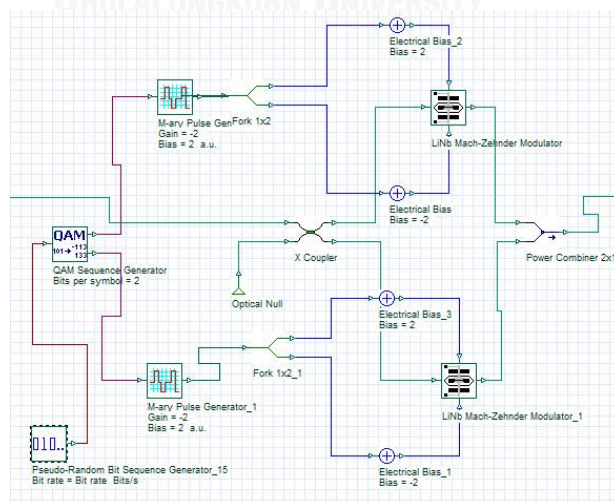 Electrical Bias_2
Bias = 2
M-ary Pulse Gen
Fork 1x2
Gain = -2
Bias = 2 a.u.
LiNb Mach-Zehnder Modulator
Electrical Bias
Bias = -2
QAM
101
-113
133
QAM Sequence Generator
Bits per symbol = 2
X Coupler
Power Combiner 2x1
Optical Null
Electrical Bias_3
Bias = 2
Fork 1x2_1
M-ary Pulse Generator_1
Gain = -2
Bias = 2 a.u.
LiNb Mach-Zehnder Modulator_1
010..
Pseudo-Random Bit Sequence Generator_15
Bit rate = Bit rate Bits/s
Electrical Bias_1
Bias = -2